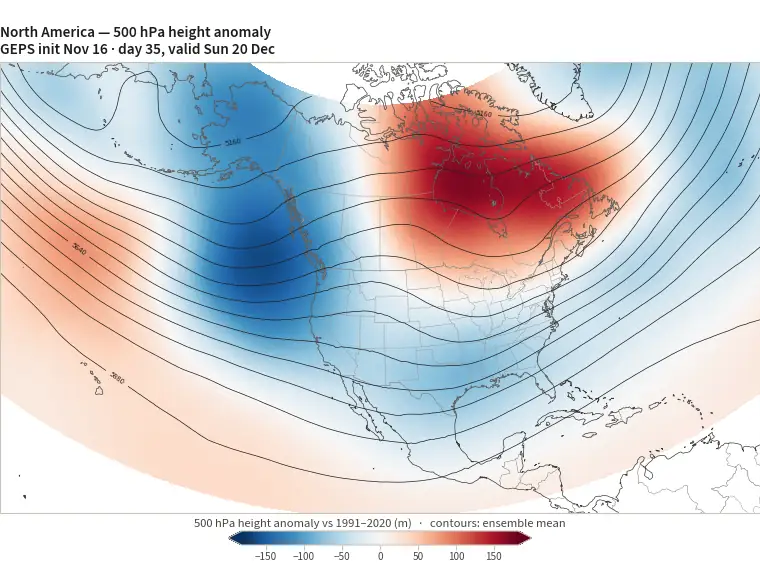 North America — 500 hPa height anomaly
GEPS init Nov 16 · day 35, valid Sun 20 Dec
5160
5160
5640
5880
500 hPa height anomaly vs 1991–2020 (m) · contours: ensemble mean
−150 −100 −50 0 50 100 150